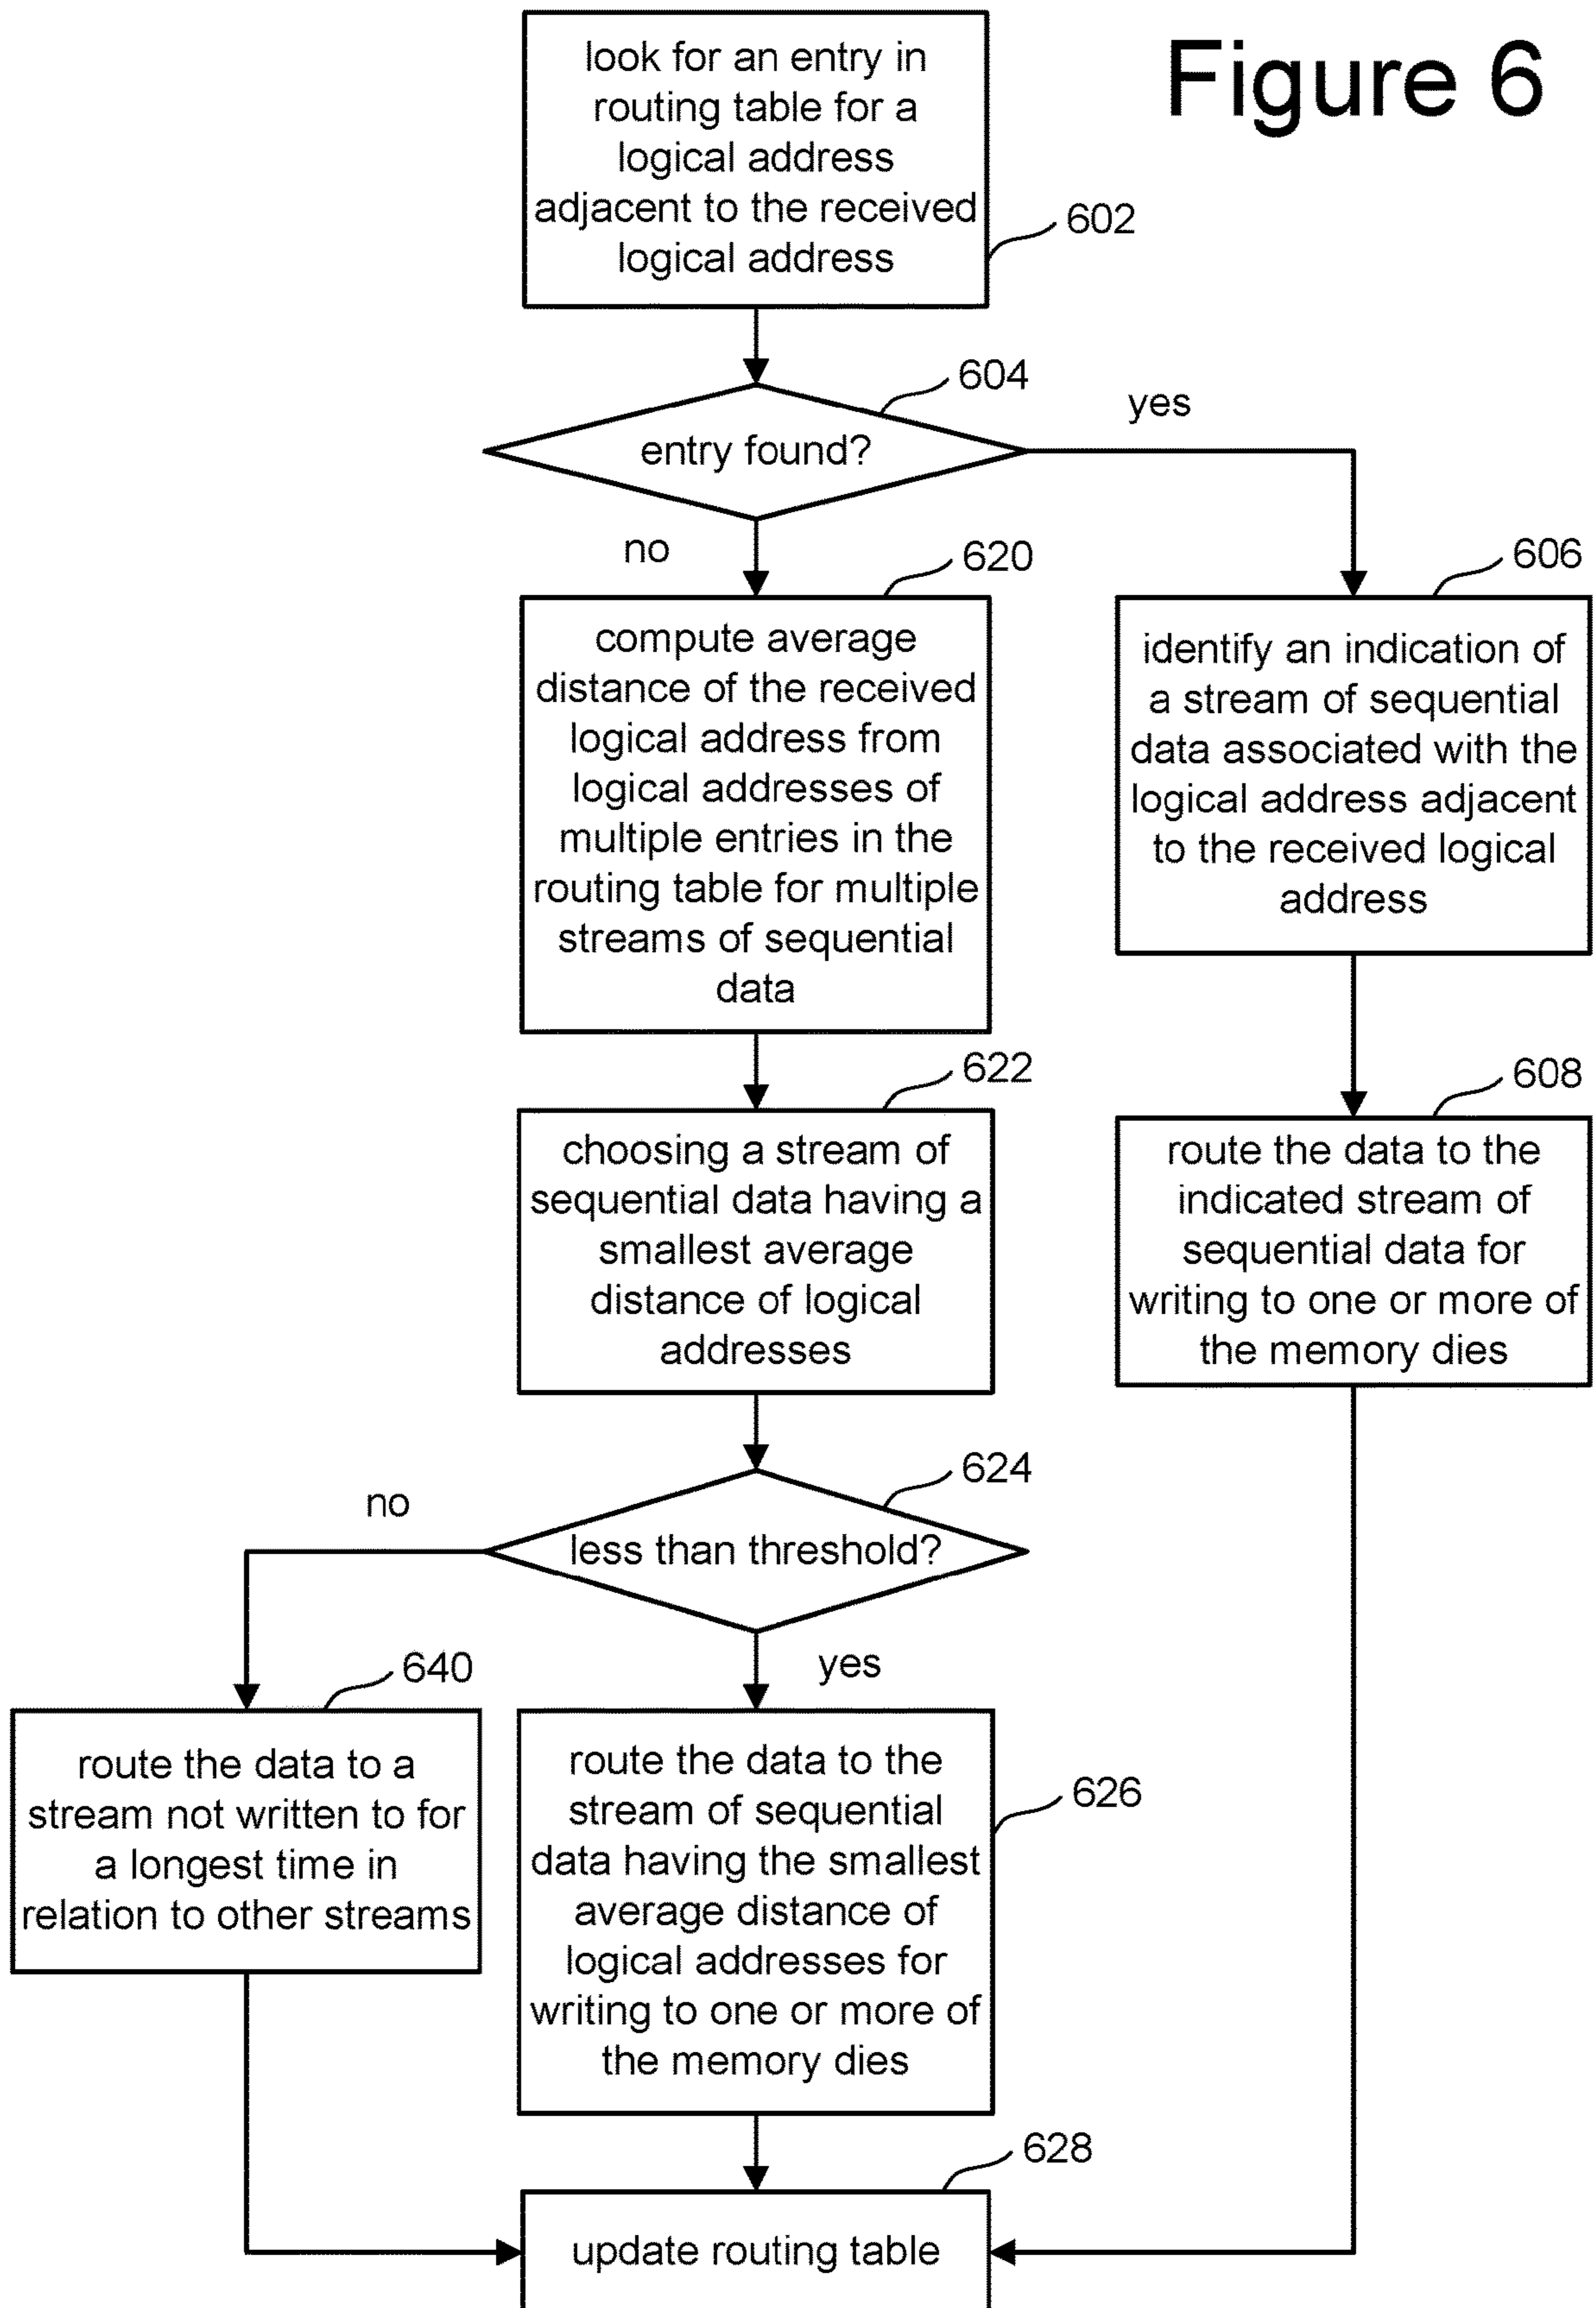 Figure 6
look for an entry in
routing table for a
logical address
adjacent to the received
logical address
602
604
entry found?
yes
no
620
compute average
distance of the received
logical address from
logical addresses of
multiple entries in the
routing table for multiple
streams of sequential
data
606
identify an indication of
a stream of sequential
data associated with the
logical address adjacent
to the received logical
address
622
choosing a stream of
sequential data having a
smallest average
distance of logical
addresses
608
route the data to the
indicated stream of
sequential data for
writing to one or more of
the memory dies
624
less than threshold?
no
yes
640
route the data to a
stream not written to for
a longest time in
relation to other streams
626
route the data to the
stream of sequential
data having the smallest
average distance of
logical addresses for
writing to one or more of
the memory dies
628
update routing table